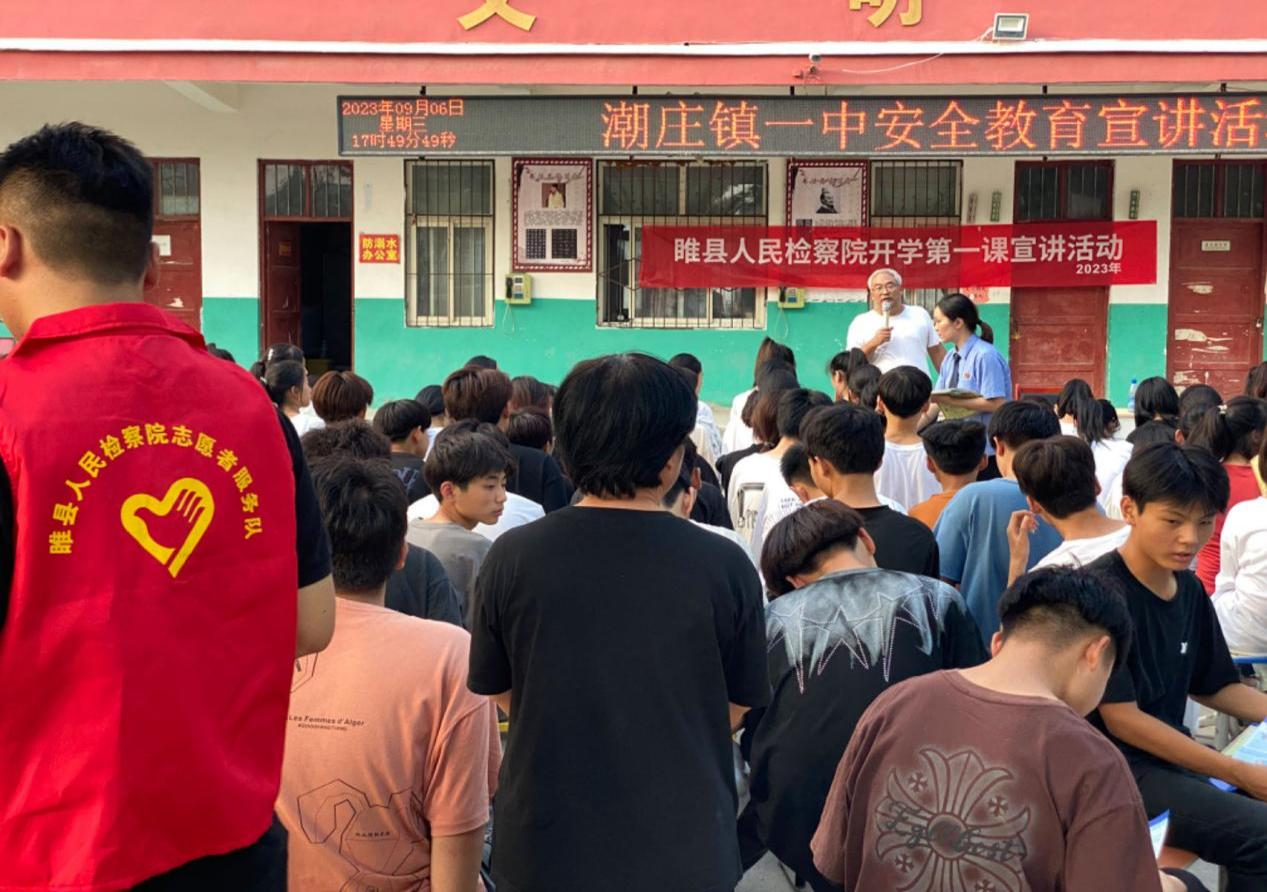 文 明
2023年09月06日
星期三
17时49分49秒
潮庄镇一中安全教育宣讲活
防溺水
办公室
睢县人民检察院开学第一课宣讲活动
2023年
睢县人民检察院志愿者服务队
Les Femmes d'Alger